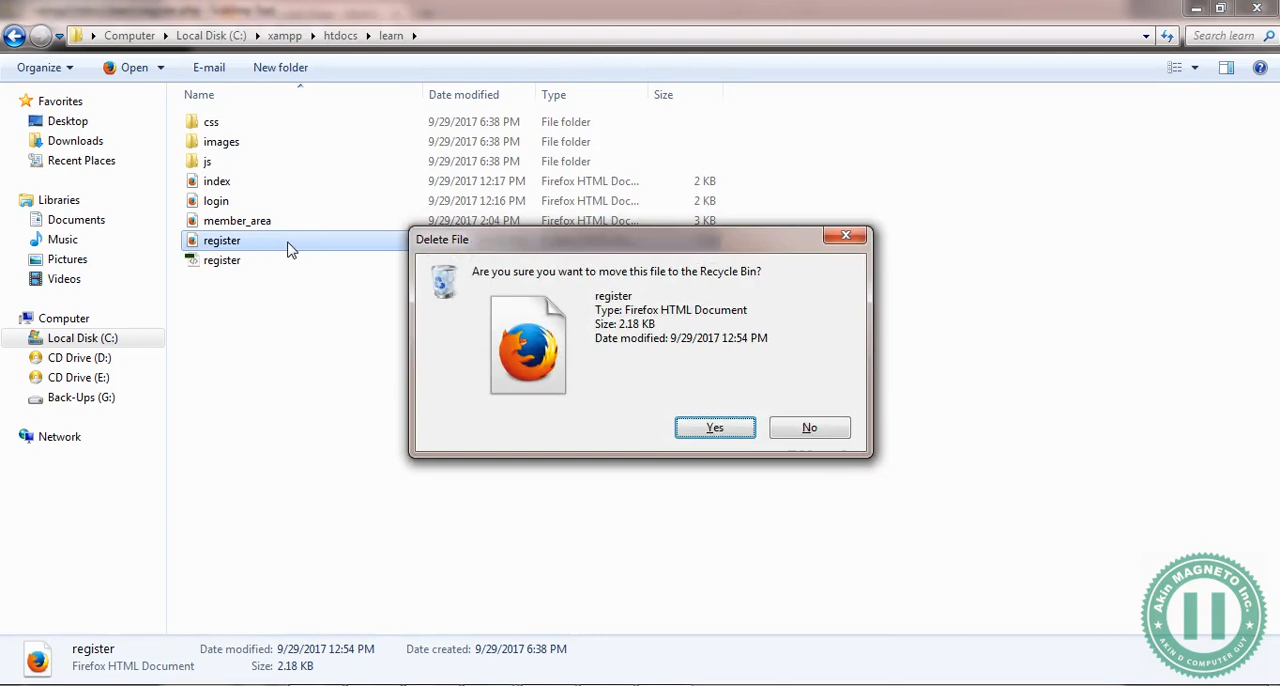 Computer Local Disk (C:) xampp htdocs learn Search learn
Organize Open E-mail New folder
Favorites
Desktop
Downloads
Recent Places
Libraries
Documents
Music
Pictures
Videos
Computer
Local Disk (C:)
CD Drive (D:)
CD Drive (E:)
Back-Ups (G:)
Network
Name Date modified Type Size
css 9/29/2017 6:38 PM File folder
images 9/29/2017 6:38 PM File folder
js 9/29/2017 6:38 PM File folder
index 9/29/2017 12:17 PM Firefox HTML Doc... 2 KB
login 9/29/2017 12:16 PM Firefox HTML Doc... 2 KB
member_area 9/29/2017 2:04 PM Firefox HTML Doc... 3 KB
register
register
Delete File
Are you sure you want to move this file to the Recycle Bin?
register
Type: Firefox HTML Document
Size: 2.18 KB
Date modified: 9/29/2017 12:54 PM
Yes No
register Date modified: 9/29/2017 12:54 PM Date created: 9/29/2017 6:38 PM
Firefox HTML Document Size: 2.18 KB
Akin MAGNETO Inc.
AKIN D COMPUTER GUY